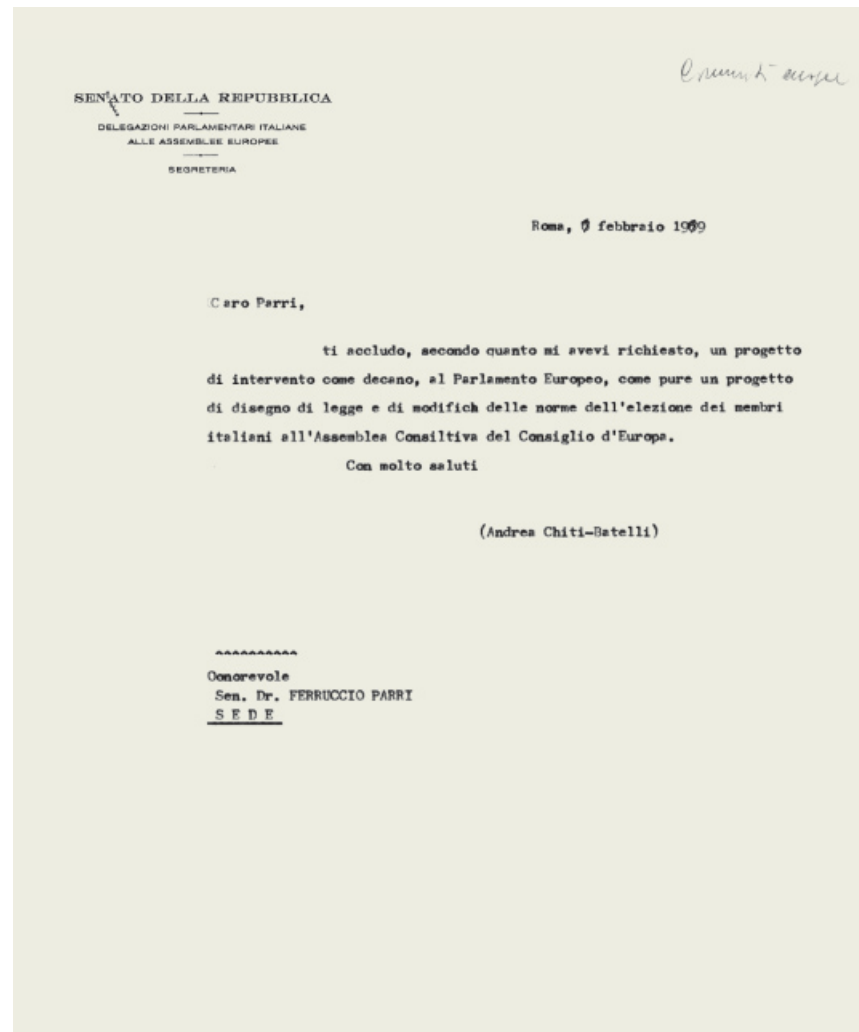 SENATO DELLA REPUBBLICA
DELEGAZIONI PARLAMENTARI ITALIANE
ALLE ASSEMBLEE EUROPEE
SEGRETERIA
Roma, febbraio
Caro Parri,
ti accludo, secondo quanto mi avevi richiesto, un progetto
di intervento come decano, al Parlamento Europeo, come pure un progetto
di disegno di legge e di modifich delle norme dell'elezione dei membri
italiani all'Assemblea Consiltiva del Consiglio d'Europa.
Con molto saluti
(Andrea Chiti-Batelli)
^^^^^^^^^^
Oonorevole
Sen. Dr. FERRUCCIO PARRI
S E D E